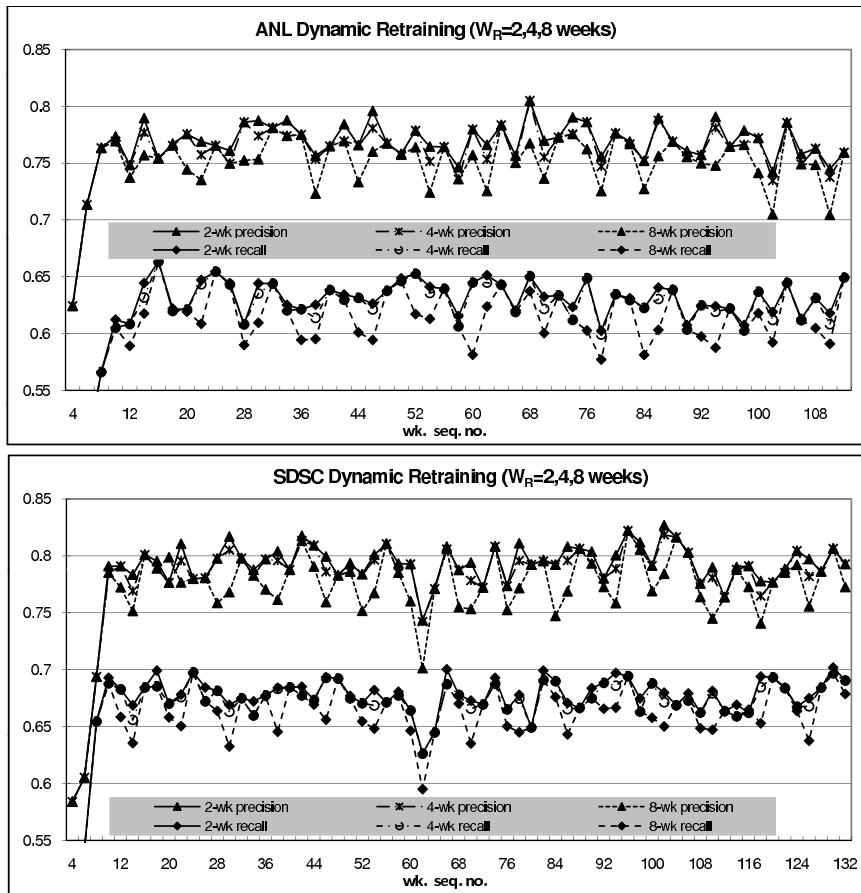 ANL Dynamic Retraining (W_R=2,4,8 weeks)
0.85
0.8
0.75
0.7
0.65
0.6
0.55
2-wk precision 4-wk precision 8-wk precision
2-wk recall 4-wk recall 8-wk recall
4 12 20 28 36 44 52 60 68 76 84 92 100 108
wk. seq. no.
SDSC Dynamic Retraining (W_R=2,4,8 weeks)
0.85
0.8
0.75
0.7
0.65
0.6
0.55
2-wk precision 4-wk precision 8-wk precision
2-wk recall 4-wk recall 8-wk recall
4 12 20 28 36 44 52 60 68 76 84 92 100 108 116 124 132
wk. seq. no.